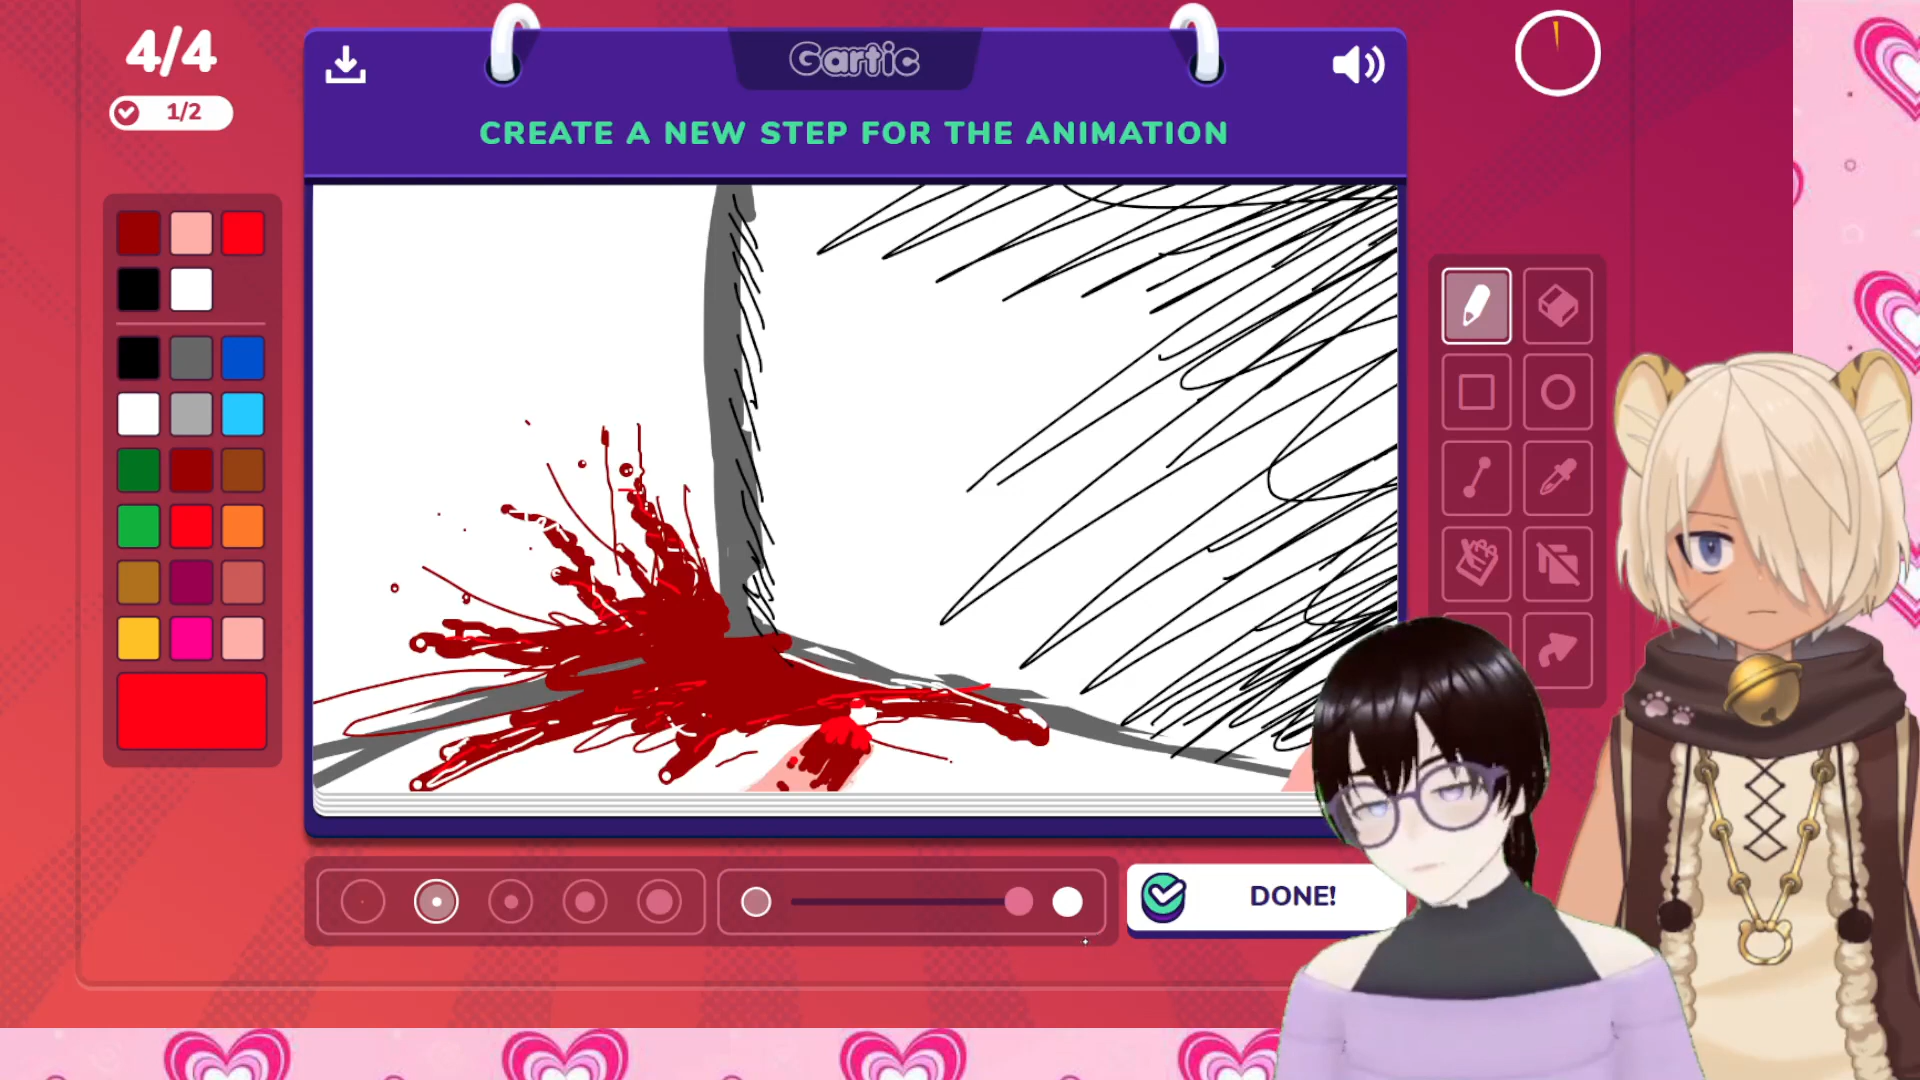 4/4
1/2
Gartic
CREATE A NEW STEP FOR THE ANIMATION
DONE!